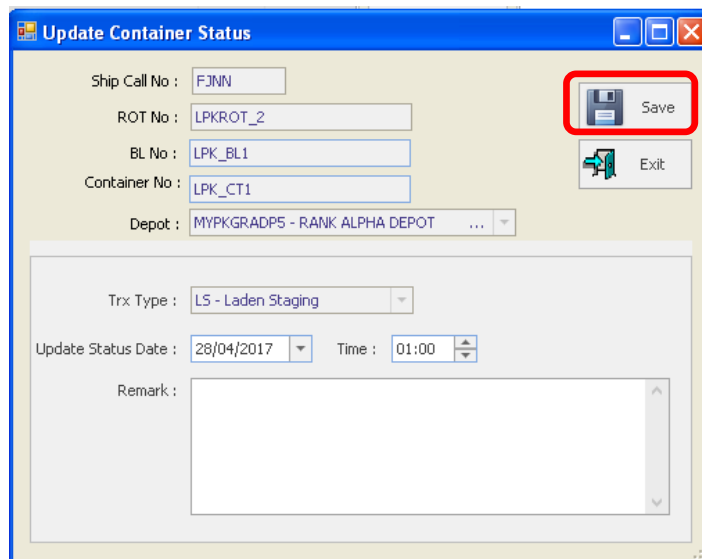 Update Container Status
Ship Call No : FJNN
ROT No : LPKROT_2
Save
BL No : LPK_BL1
Exit
Container No : LPK_CT1
Depot : MYPKGRADP5 - RANK ALPHA DEPOT ...
Trx Type : LS - Laden Staging
Update Status Date : 28/04/2017 Time : 01:00
Remark :